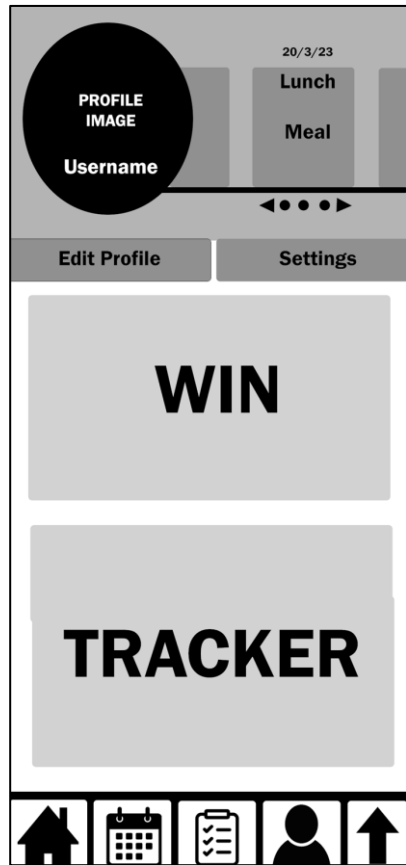 20/3/23
Lunch
Meal
PROFILE
IMAGE
Username
Edit Profile
Settings
WIN
TRACKER